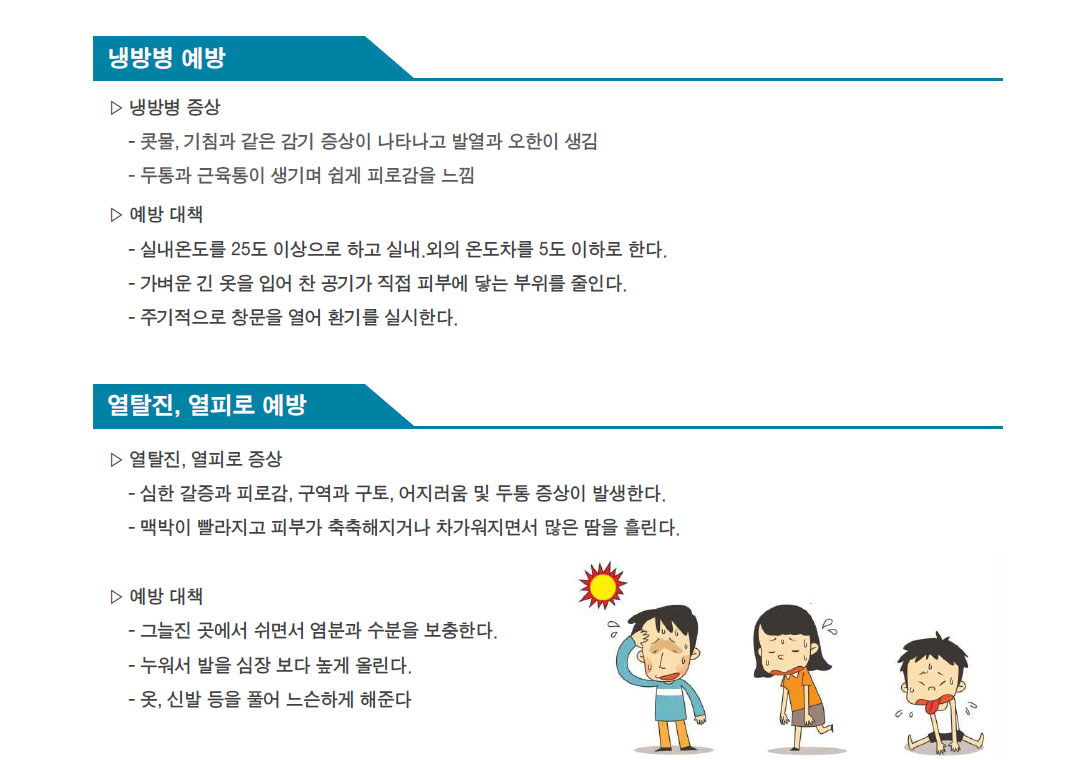 냉방병 예방
▷ 냉방병 증상
- 콧물, 기침과 같은 감기 증상이 나타나고 발열과 오한이 생김
- 두통과 근육통이 생기며 쉽게 피로감을 느낌
▷ 예방 대책
- 실내온도를 25도 이상으로 하고 실내.외의 온도차를 5도 이하로 한다.
- 가벼운 긴 옷을 입어 찬 공기가 직접 피부에 닿는 부위를 줄인다.
- 주기적으로 창문을 열어 환기를 실시한다.
열탈진, 열피로 예방
▷ 열탈진, 열피로 증상
- 심한 갈증과 피로감, 구역과 구토, 어지러움 및 두통 증상이 발생한다.
- 맥박이 빨라지고 피부가 축축해지거나 차가워지면서 많은 땀을 흘린다.
▷ 예방 대책
- 그늘진 곳에서 쉬면서 염분과 수분을 보충한다.
- 누워서 발을 심장 보다 높게 올린다.
- 옷, 신발 등을 풀어 느슨하게 해준다